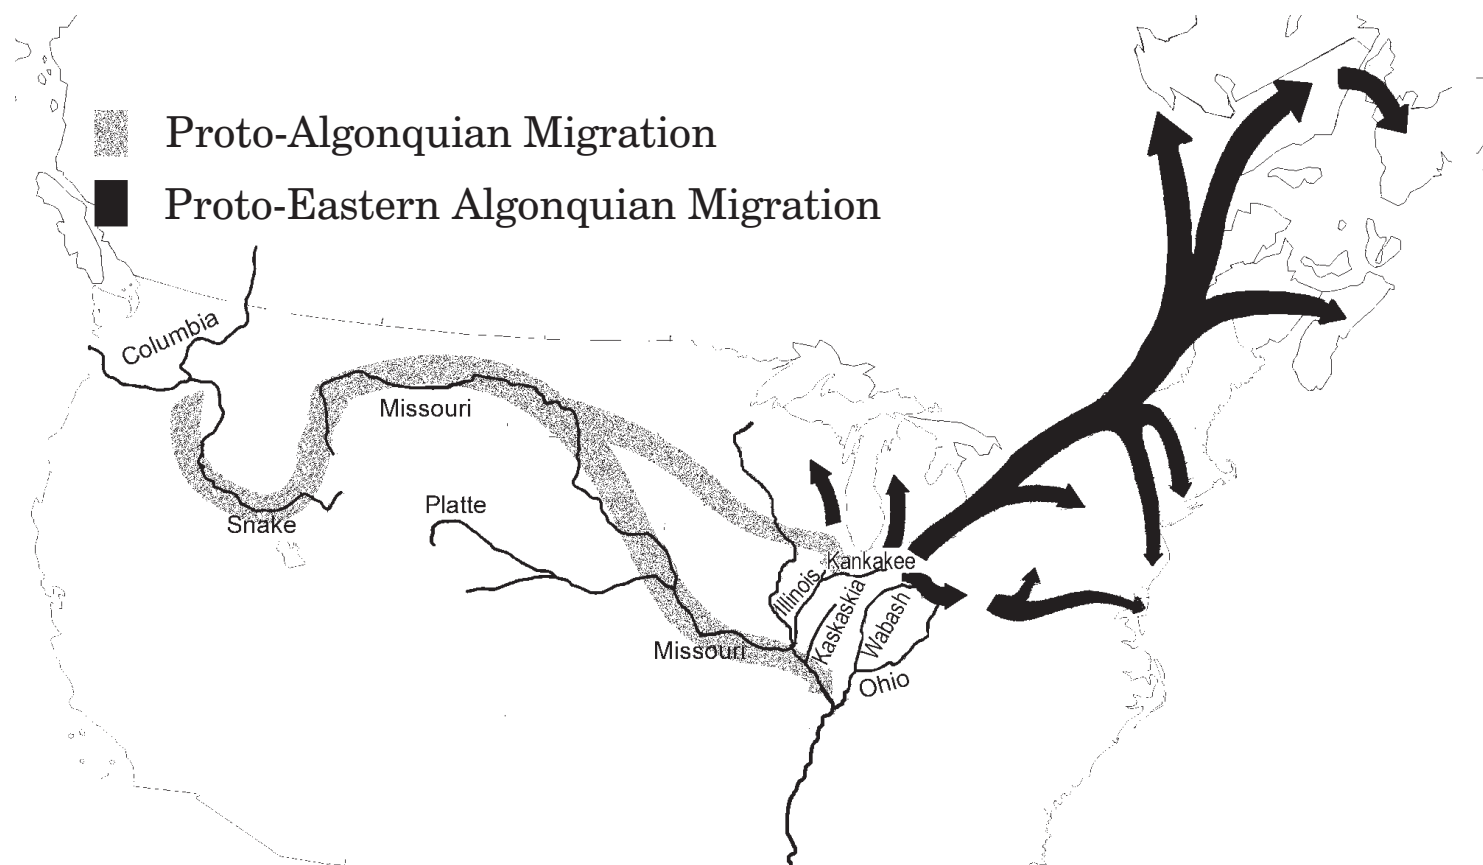 Proto-Algonquian Migration
Proto-Eastern Algonquian Migration
Columbia
Missouri
Snake
Platte
Kankakee
Illinois
Kaskaskia
Wabash
Missouri
Ohio